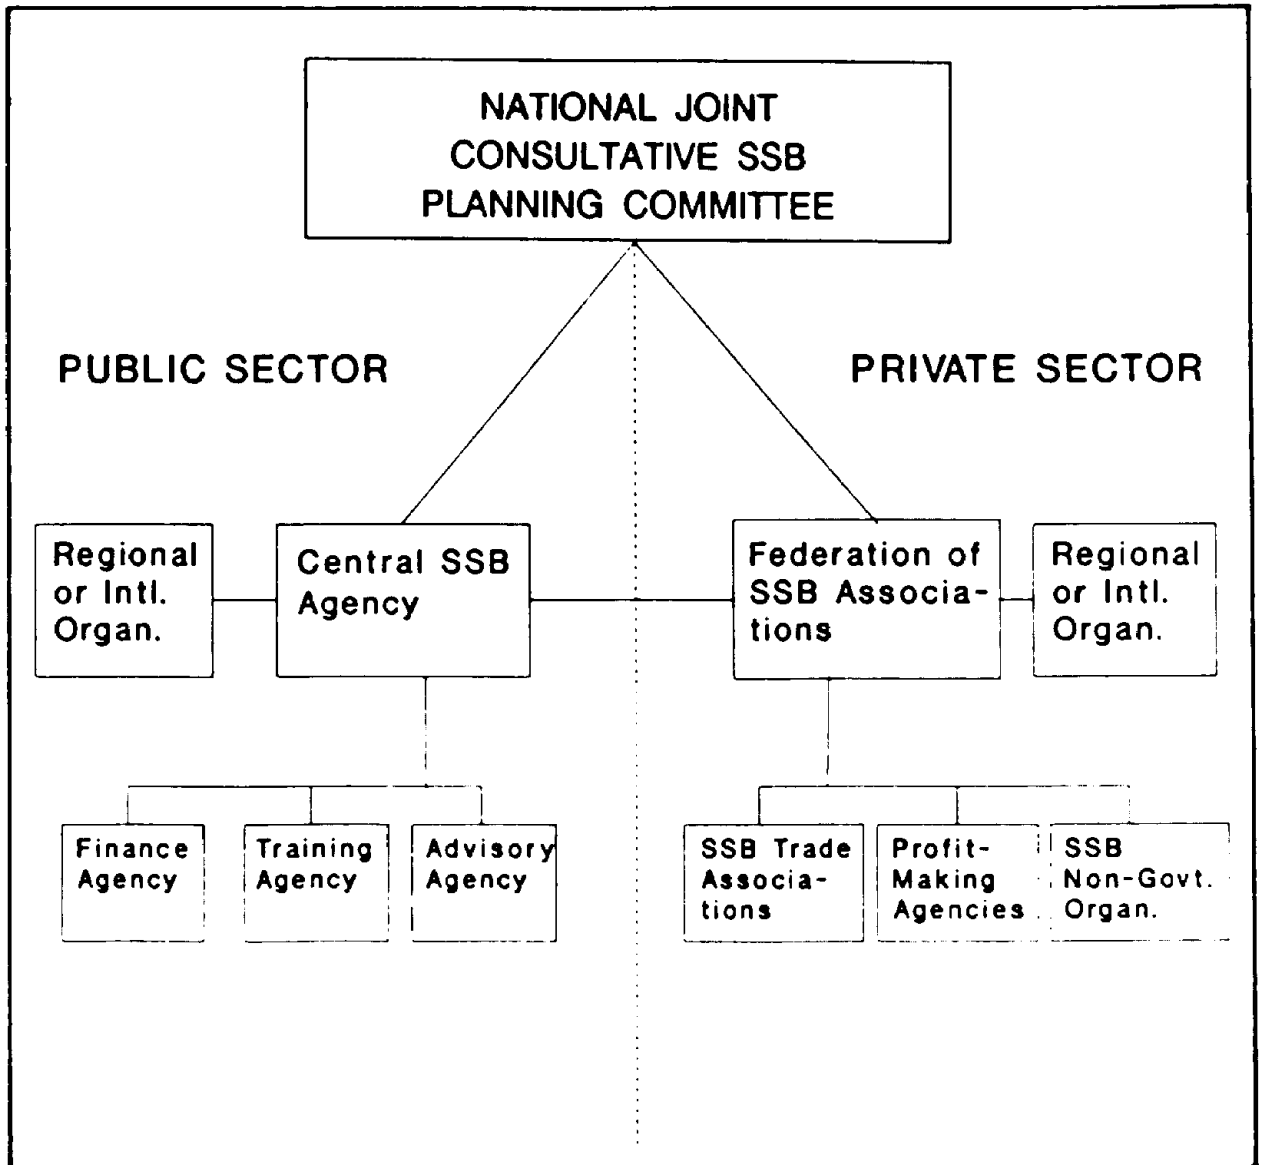 NATIONAL JOINT
CONSULTATIVE SSB
PLANNING COMMITTEE
PUBLIC SECTOR
PRIVATE SECTOR
Regional
or Intl.
Organ.
Central SSB
Agency
Federation of
SSB Associa-
tions
Regional
or Intl.
Organ.
Finance
Agency
Training
Agency
Advisory
Agency
SSB Trade
Associa-
tions
Profit-
Making
Agencies
SSB
Non-Govt.
Organ.